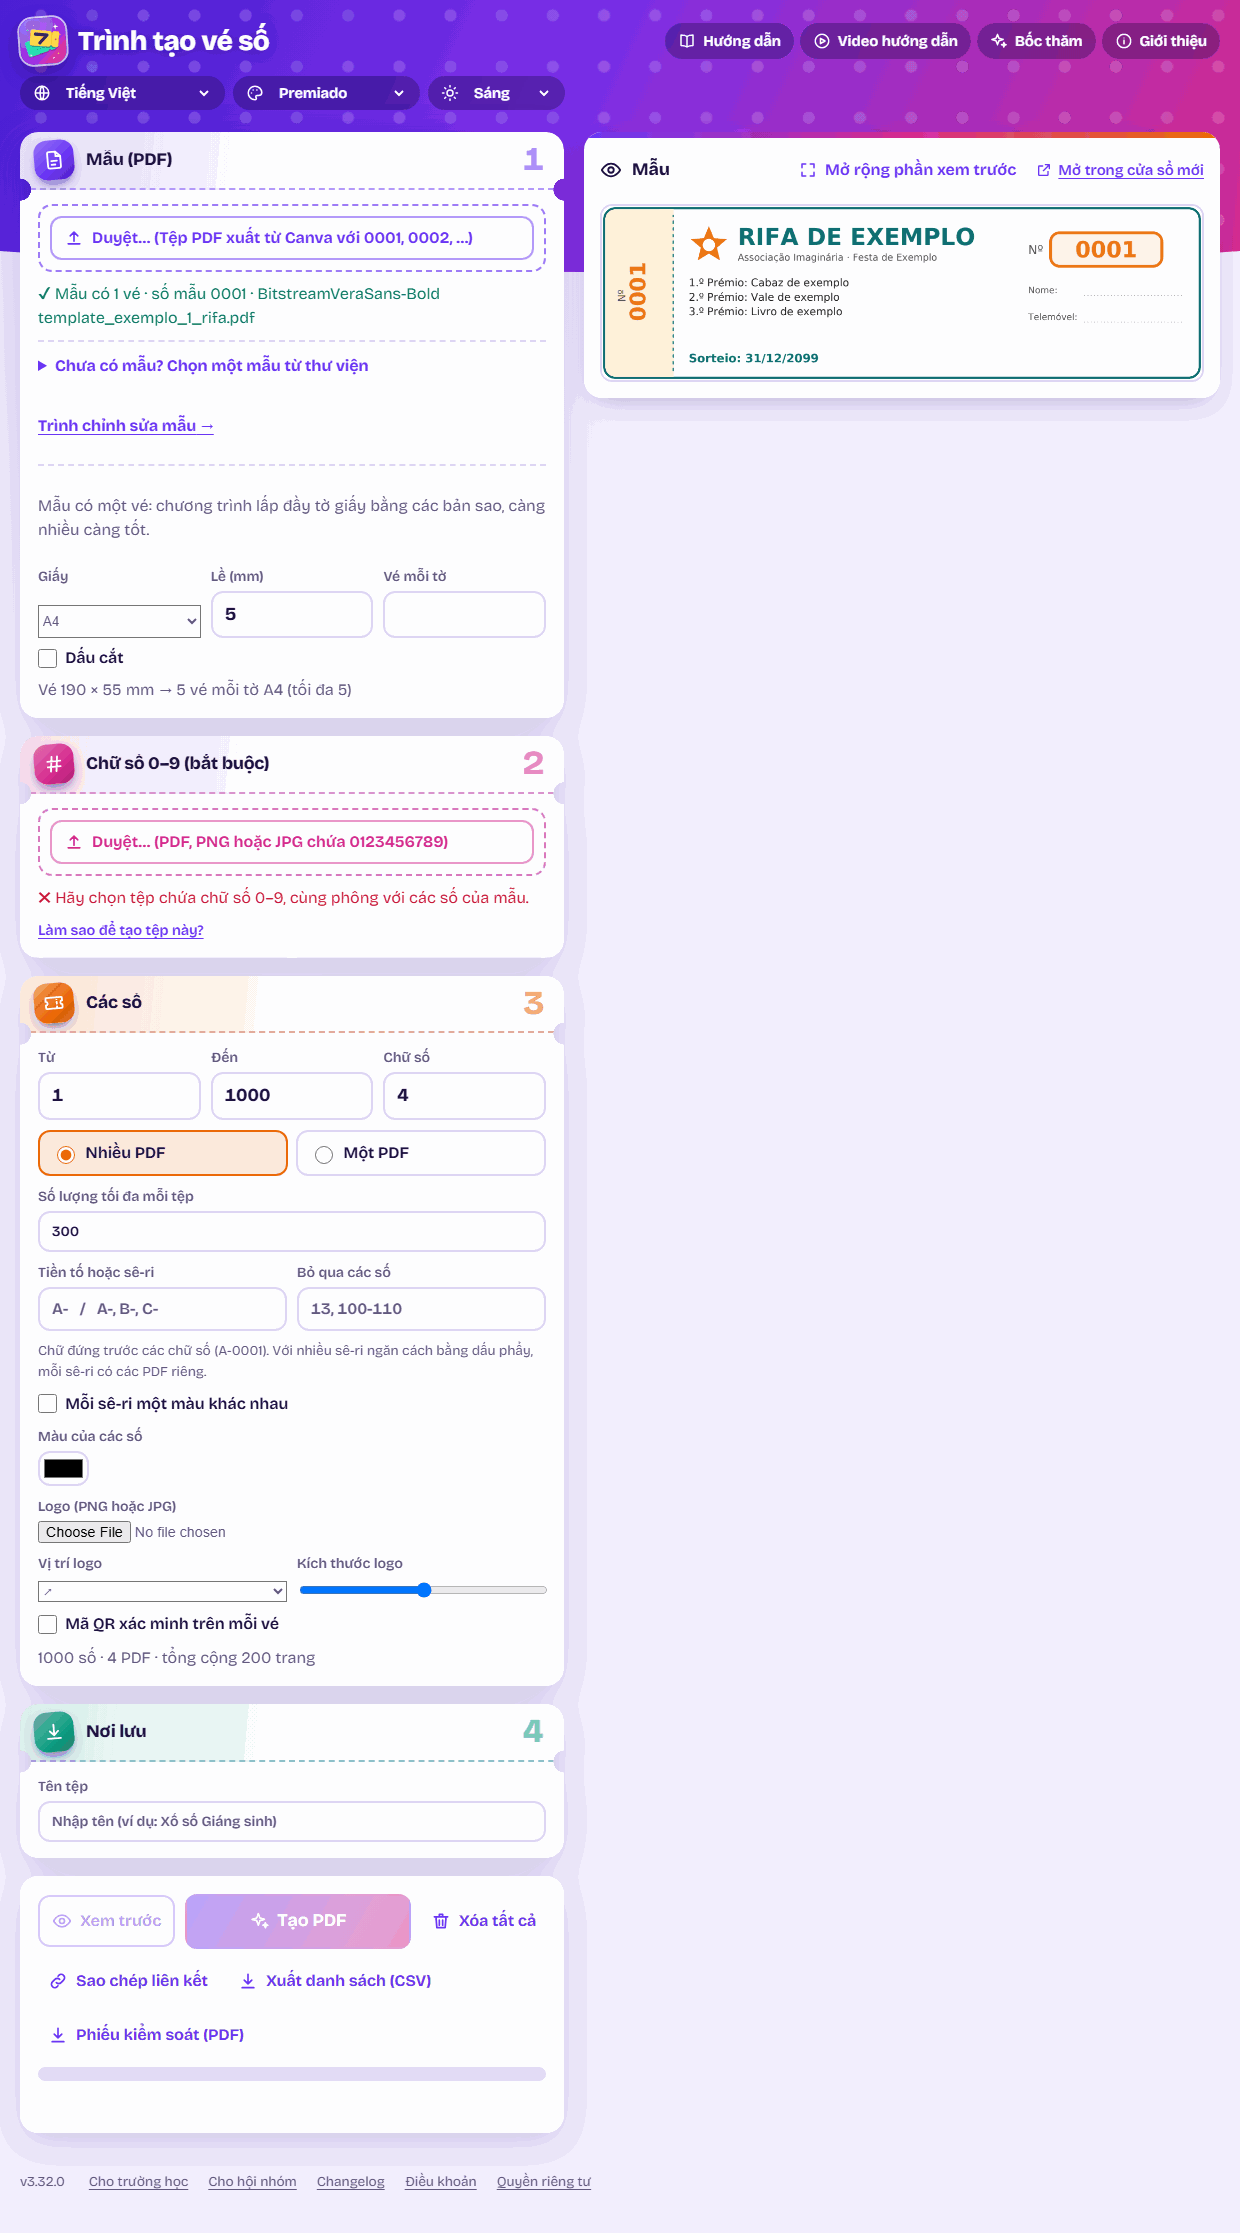 Trình tạo vé số
Hướng dẫn
Video hướng dẫn
Bốc thăm
Giới thiệu
Tiếng Việt
Premiado
Sáng
Mẫu (PDF)
1
Duyệt... (Tệp PDF xuất từ Canva với 0001, 0002, ...)
✓ Mẫu có 1 vé · số mẫu 0001 · BitstreamVeraSans-Bold
template_exemplo_1_rifa.pdf
Chưa có mẫu? Chọn một mẫu từ thư viện
Trình chỉnh sửa mẫu →
Mẫu có một vé: chương trình lấp đầy tờ giấy bằng các bản sao, càng
nhiều càng tốt.
Giấy
Lề (mm)
Vé mỗi tờ
A4
5
Dấu cắt
Vé 190 × 55 mm → 5 vé mỗi tờ A4 (tối đa 5)
Chữ số 0–9 (bắt buộc)
2
Duyệt... (PDF, PNG hoặc JPG chứa 0123456789)
✕ Hãy chọn tệp chứa chữ số 0–9, cùng phông với các số của mẫu.
Làm sao để tạo tệp này?
Các số
3
Từ
Đến
Chữ số
1
1000
4
Nhiều PDF
Một PDF
Số lượng tối đa mỗi tệp
300
Tiền tố hoặc sê-ri
Bỏ qua các số
A- / A-, B-, C-
13, 100-110
Chữ đứng trước các chữ số (A-0001). Với nhiều sê-ri ngăn cách bằng dấu phẩy,
mỗi sê-ri có các PDF riêng.
Mỗi sê-ri một màu khác nhau
Màu của các số
Logo (PNG hoặc JPG)
Choose File No file chosen
Vị trí logo
Kích thước logo
↗
Mã QR xác minh trên mỗi vé
1000 số · 4 PDF · tổng cộng 200 trang
Nơi lưu
4
Tên tệp
Nhập tên (ví dụ: Xổ số Giáng sinh)
Xem trước
Tạo PDF
Xóa tất cả
Sao chép liên kết
Xuất danh sách (CSV)
Phiếu kiểm soát (PDF)
v3.32.0
Cho trường học
Cho hội nhóm
Changelog
Điều khoản
Quyền riêng tư
Mẫu
Mở rộng phần xem trước
Mở trong cửa sổ mới
Nº
0001
RIFA DE EXEMPLO
Associação Imaginária · Festa de Exemplo
1.º Prémio: Cabaz de exemplo
2.º Prémio: Vale de exemplo
3.º Prémio: Livro de exemplo
Sorteio: 31/12/2099
Nº
0001
Nome:
Telemóvel: